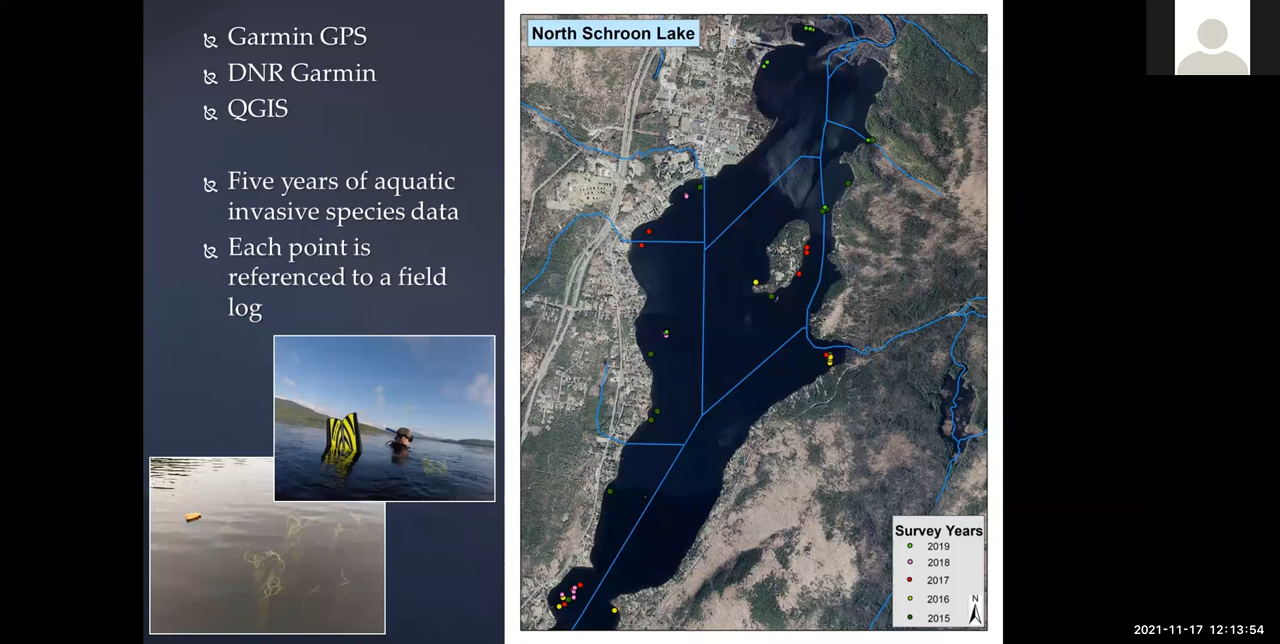 Garmin GPS
DNR Garmin
QGIS
Five years of aquatic
invasive species data
Each point is
referenced to a field
log
North Schroon Lake
Survey Years
2019
2018
2017
2016
2015
N
2021-11-17 12:13:54